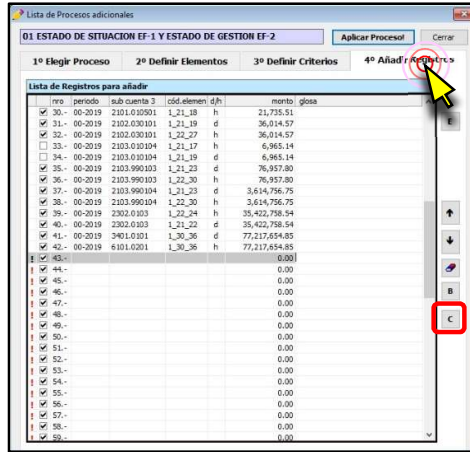 Lista de Procesos adicionales
01 ESTADO DE SITUACION EF-1 Y ESTADO DE GESTION EF-2 Aplicar Proceso! Cerrar
1º Elegir Proceso 2º Definir Elementos 3º Definir Criterios 4º Añadir Registros
Lista de Registros para añadir
nro periodo sub cuenta 3 cód.elemen d/h monto glosa
30.- 00-2019 2101.010501 1_21_18 h 21,735.51
31.- 00-2019 2102.030101 1_21_19 d 36,014.57 E
32.- 00-2019 2102.030101 1_22_27 h 36,014.57
33.- 00-2019 2103.010104 1_21_17 h 6,965.14
34.- 00-2019 2103.010104 1_21_19 d 6,965.14
35.- 00-2019 2103.990103 1_21_23 d 76,957.80
36.- 00-2019 2103.990103 1_22_30 h 76,957.80
37.- 00-2019 2103.990104 1_21_23 d 3,614,756.75
38.- 00-2019 2103.990104 1_22_30 h 3,614,756.75
39.- 00-2019 2302.0103 1_22_24 h 35,422,758.54
40.- 00-2019 2302.0103 1_21_22 d 35,422,758.54
41.- 00-2019 3401.0101 1_30_36 d 77,217,654.85
42.- 00-2019 6101.0201 1_30_36 h 77,217,654.85
! 43.- 0.00
! 44.- 0.00
! 45.- 0.00
! 46.- 0.00 B
! 47.- 0.00
! 48.- 0.00 C
! 49.- 0.00
! 50.- 0.00
! 51.- 0.00
! 52.- 0.00
! 53.- 0.00
! 54.- 0.00
! 55.- 0.00
! 56.- 0.00
! 57.- 0.00
! 58.- 0.00
! 59.- 0.00